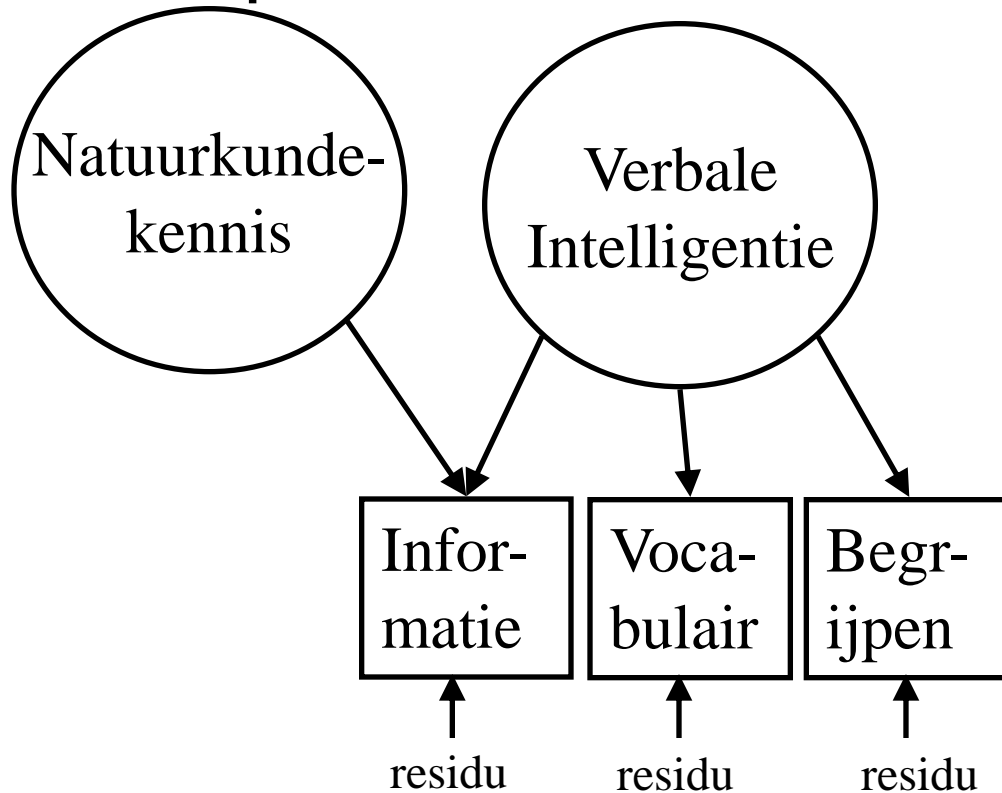 Natuurkunde-
kennis
Verbale
Intelligentie
Infor-
matie
Voca-
bulair
Begr-
ijpen
residu
residu
residu